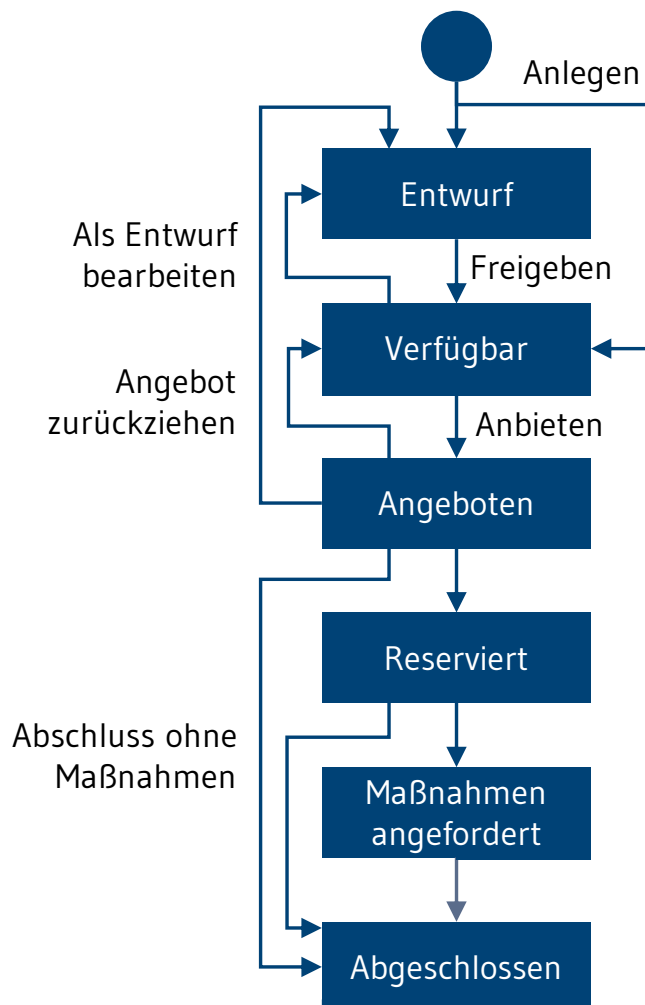 Anlegen
Entwurf
Als Entwurf
bearbeiten
Freigeben
Verfügbar
Angebot
zurückziehen
Anbieten
Angeboten
Reserviert
Abschluss ohne
Maßnahmen
Maßnahmen
angefordert
Abgeschlossen